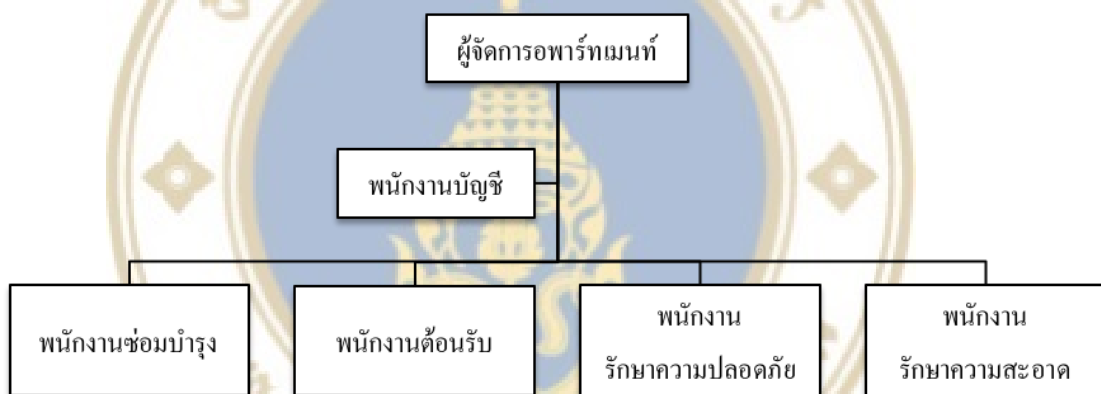 ผู้จัดการอพาร์ทเมนท์
พนักงานบัญชี
พนักงานซ่อมบำรุง
พนักงานต้อนรับ
พนักงาน
รักษาความปลอดภัย
พนักงาน
รักษาความสะอาด